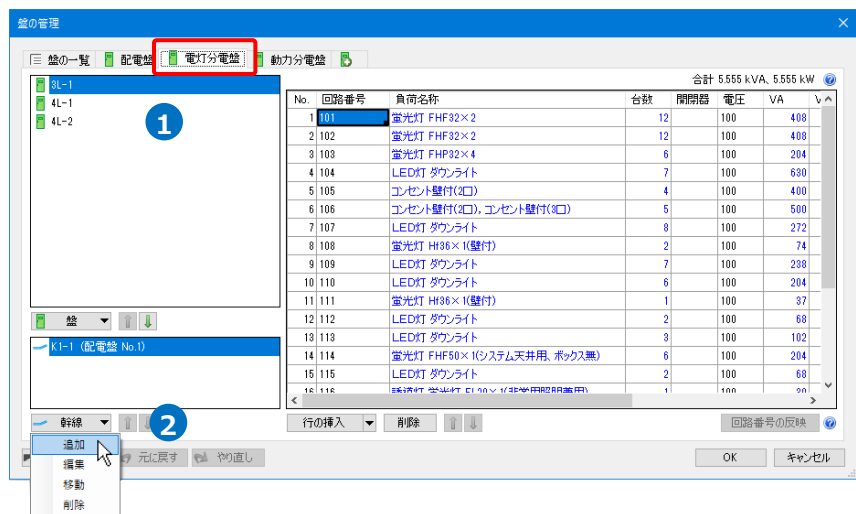 盤の管理
盤の一覧 配電盤 電灯分電盤 動力分電盤
合計 5.555 kVA、5.555 kW
3L-1
4L-1
4L-2
1
No. 回路番号 負荷名称 台数 開閉器 電圧 VA
1 101 蛍光灯 FHF32×2 12 100 408
2 102 蛍光灯 FHF32×2 12 100 408
3 103 蛍光灯 FHP32×4 6 100 204
4 104 LED灯 ダウンライト 7 100 630
5 105 コンセント壁付(2口) 4 100 400
6 106 コンセント壁付(2口), コンセント壁付(3口) 5 100 500
7 107 LED灯 ダウンライト 8 100 272
8 108 蛍光灯 Hf36×1(壁付) 2 100 74
9 109 LED灯 ダウンライト 7 100 238
10 110 LED灯 ダウンライト 6 100 204
11 111 蛍光灯 Hf36×1(壁付) 1 100 37
12 112 LED灯 ダウンライト 2 100 68
13 113 LED灯 ダウンライト 3 100 102
14 114 蛍光灯 FHF50×1(システム天井用、ボックス無) 6 100 204
15 115 LED灯 ダウンライト 2 100 68
盤
K1-1（配電盤 No.1）
幹線
2
行の挿入 削除 回路番号の反映
追加
編集
移動
削除
元に戻す やり直し OK キャンセル